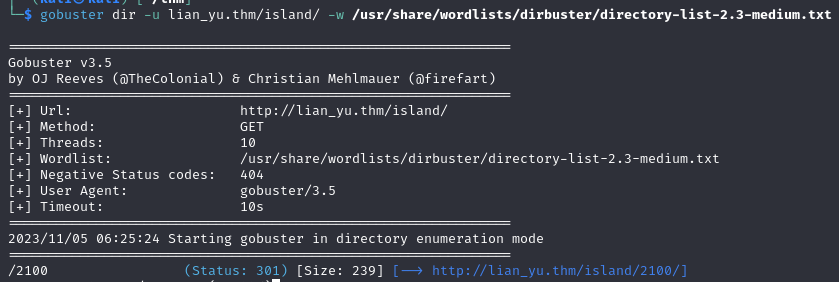 └─$ gobuster dir -u lian_yu.thm/island/ -w /usr/share/wordlists/dirbuster/directory-list-2.3-medium.txt
===============================================================
Gobuster v3.5
by OJ Reeves (@TheColonial) & Christian Mehlmauer (@firefart)
===============================================================
[+] Url:                     http://lian_yu.thm/island/
[+] Method:                  GET
[+] Threads:                 10
[+] Wordlist:                /usr/share/wordlists/dirbuster/directory-list-2.3-medium.txt
[+] Negative Status codes:   404
[+] User Agent:              gobuster/3.5
[+] Timeout:                 10s
===============================================================
2023/11/05 06:25:24 Starting gobuster in directory enumeration mode
===============================================================
/2100                 (Status: 301) [Size: 239] [--> http://lian_yu.thm/island/2100/]